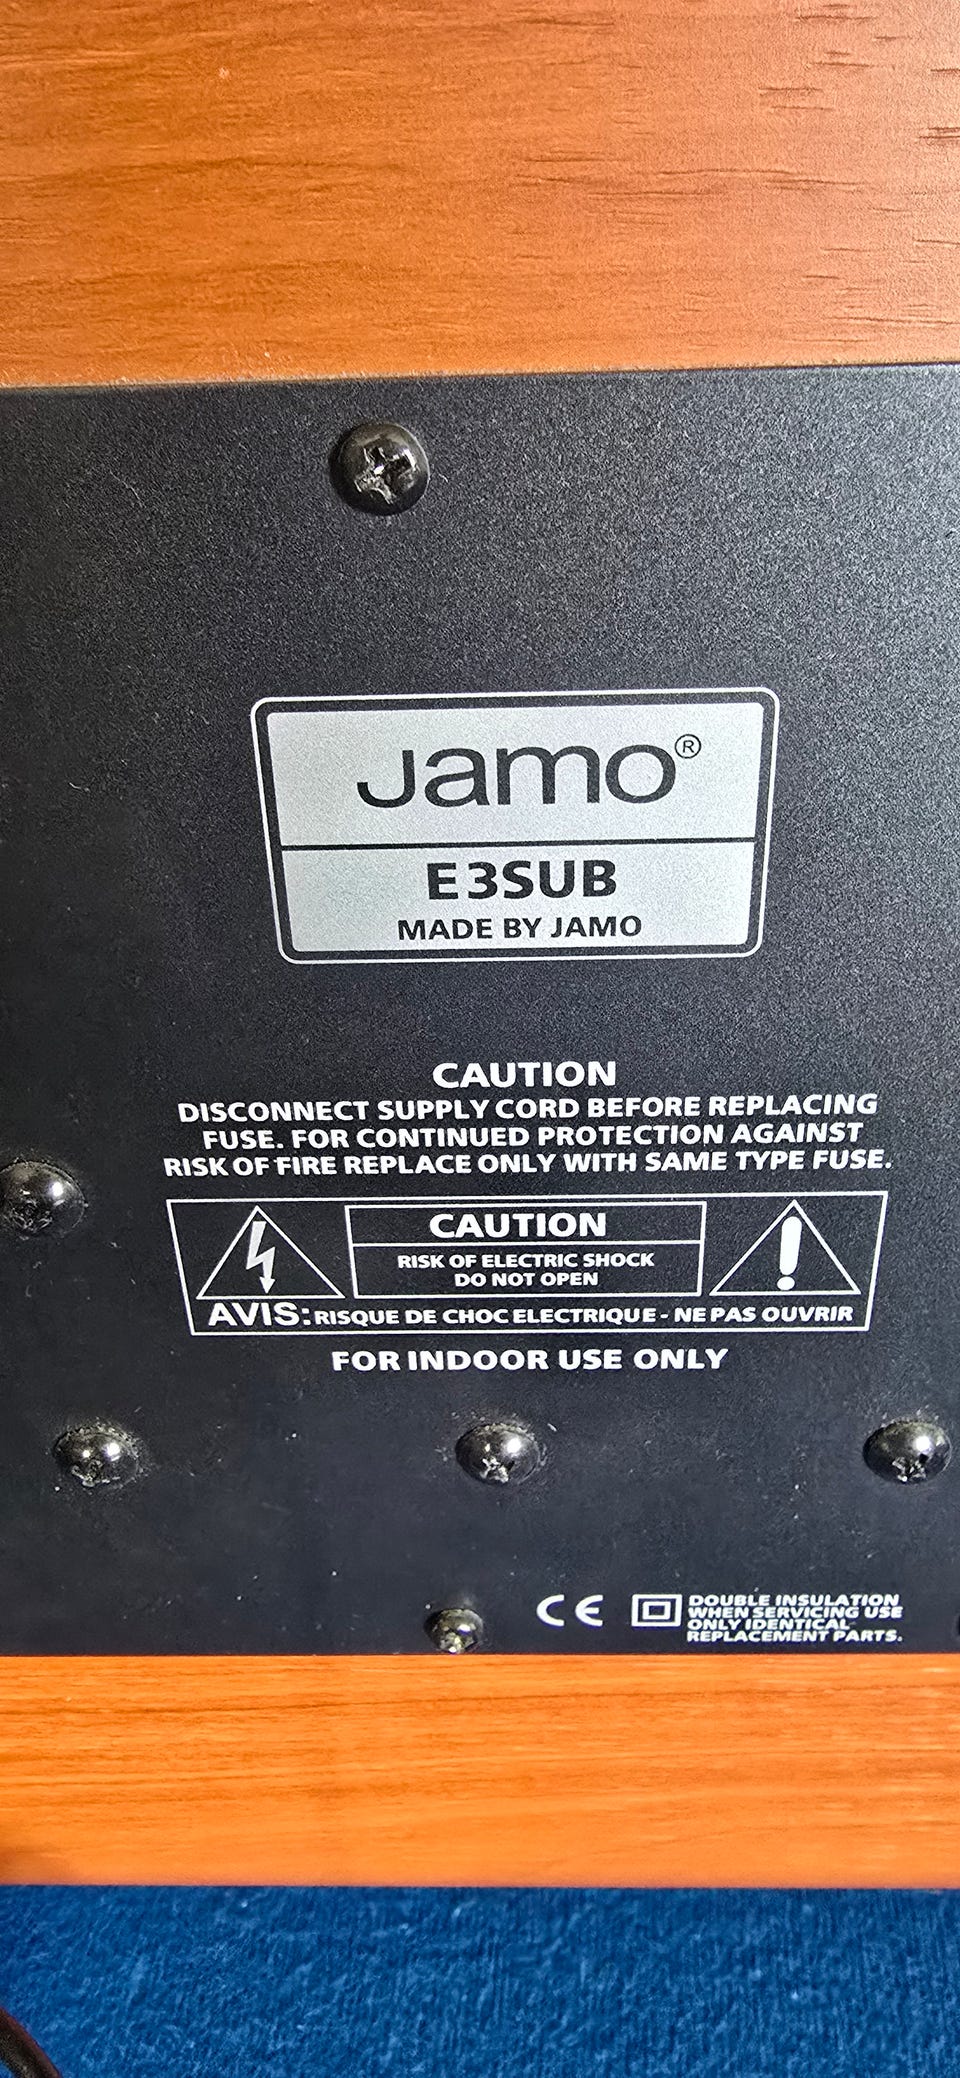 Jamo®
E3SUB
MADE BY JAMO
CAUTION
DISCONNECT SUPPLY CORD BEFORE REPLACING
FUSE. FOR CONTINUED PROTECTION AGAINST
RISK OF FIRE REPLACE ONLY WITH SAME TYPE FUSE.
CAUTION
RISK OF ELECTRIC SHOCK
DO NOT OPEN
AVIS: RISQUE DE CHOC ELECTRIQUE - NE PAS OUVRIR
FOR INDOOR USE ONLY
CE
DOUBLE INSULATION
WHEN SERVICING USE
ONLY IDENTICAL
REPLACEMENT PARTS.